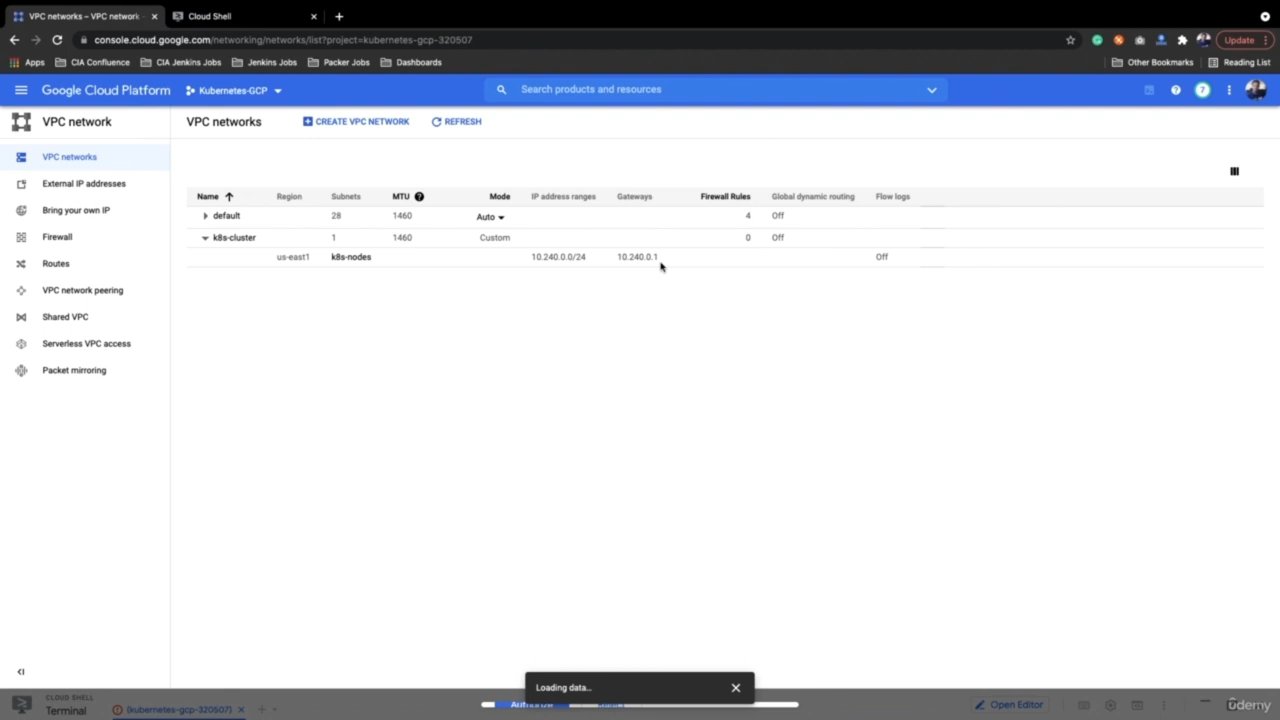 VPC networks – VPC network
Cloud Shell
console.cloud.google.com/networking/networks/list?project=kubernetes-gcp-320507
Update
Apps
CIA Confluence
CIA Jenkins Jobs
Jenkins Jobs
Packer Jobs
Dashboards
Other Bookmarks
Reading List
Google Cloud Platform
Kubernetes-GCP
Search products and resources
7
VPC network
VPC networks
CREATE VPC NETWORK
REFRESH
VPC networks
External IP addresses
Bring your own IP
Firewall
Routes
VPC network peering
Shared VPC
Serverless VPC access
Packet mirroring
Name Region Subnets MTU Mode IP address ranges Gateways Firewall Rules Global dynamic routing Flow logs
default 28 1460 Auto 4 Off
k8s-cluster 1 1460 Custom 0 Off
us-east1 k8s-nodes 10.240.0.0/24 10.240.0.1 Off
Loading data...
CLOUD SHELL
Terminal
(kubernetes-gcp-320507)
Authorize
Open Editor
Udemy